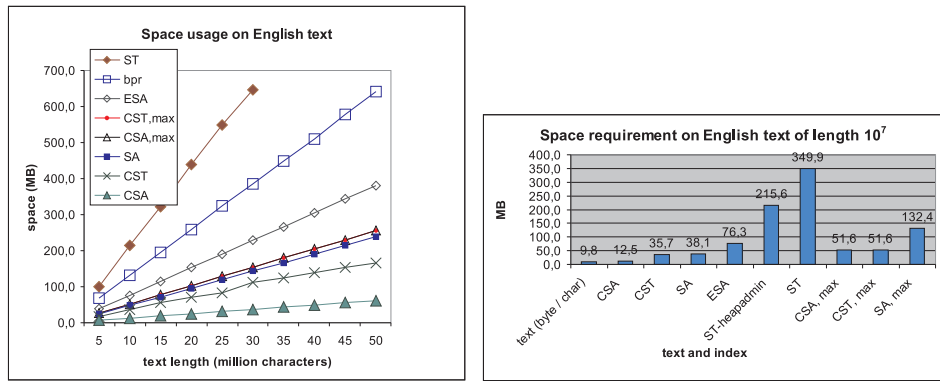 Space usage on English text
ST
bpr
ESA
CST,max
CSA,max
SA
CST
CSA
700,0
600,0
500,0
400,0
300,0
200,0
100,0
0,0
space (MB)
5 10 15 20 25 30 35 40 45 50
text length (million characters)
Space requirement on English text of length 10⁷
400,0
350,0
300,0
250,0
200,0
150,0
100,0
50,0
0,0
MB
9,8 12,5 35,7 38,1 76,3 215,6 349,9 51,6 51,6 132,4
text (byte / char)
CSA
CST
SA
ESA
ST-heapadmin
ST
CSA, max
CST, max
SA, max
text and index